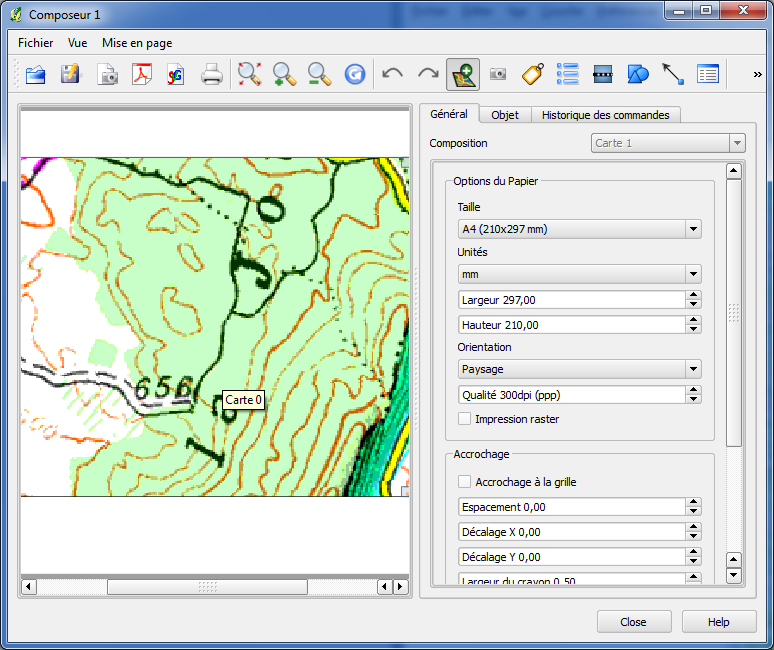 Composeur 1
Fichier Vue Mise en page
»
Général Objet Historique des commandes
Composition Carte 1
Options du Papier
Taille
A4 (210x297 mm)
Unités
mm
Largeur 297,00
Hauteur 210,00
Orientation
Paysage
Qualité 300dpi (ppp)
Impression raster
Accrochage
Accrochage à la grille
Espacement 0,00
Décalage X 0,00
Décalage Y 0,00
Largeur du crayon 0,50
656
Carte 0
Close Help